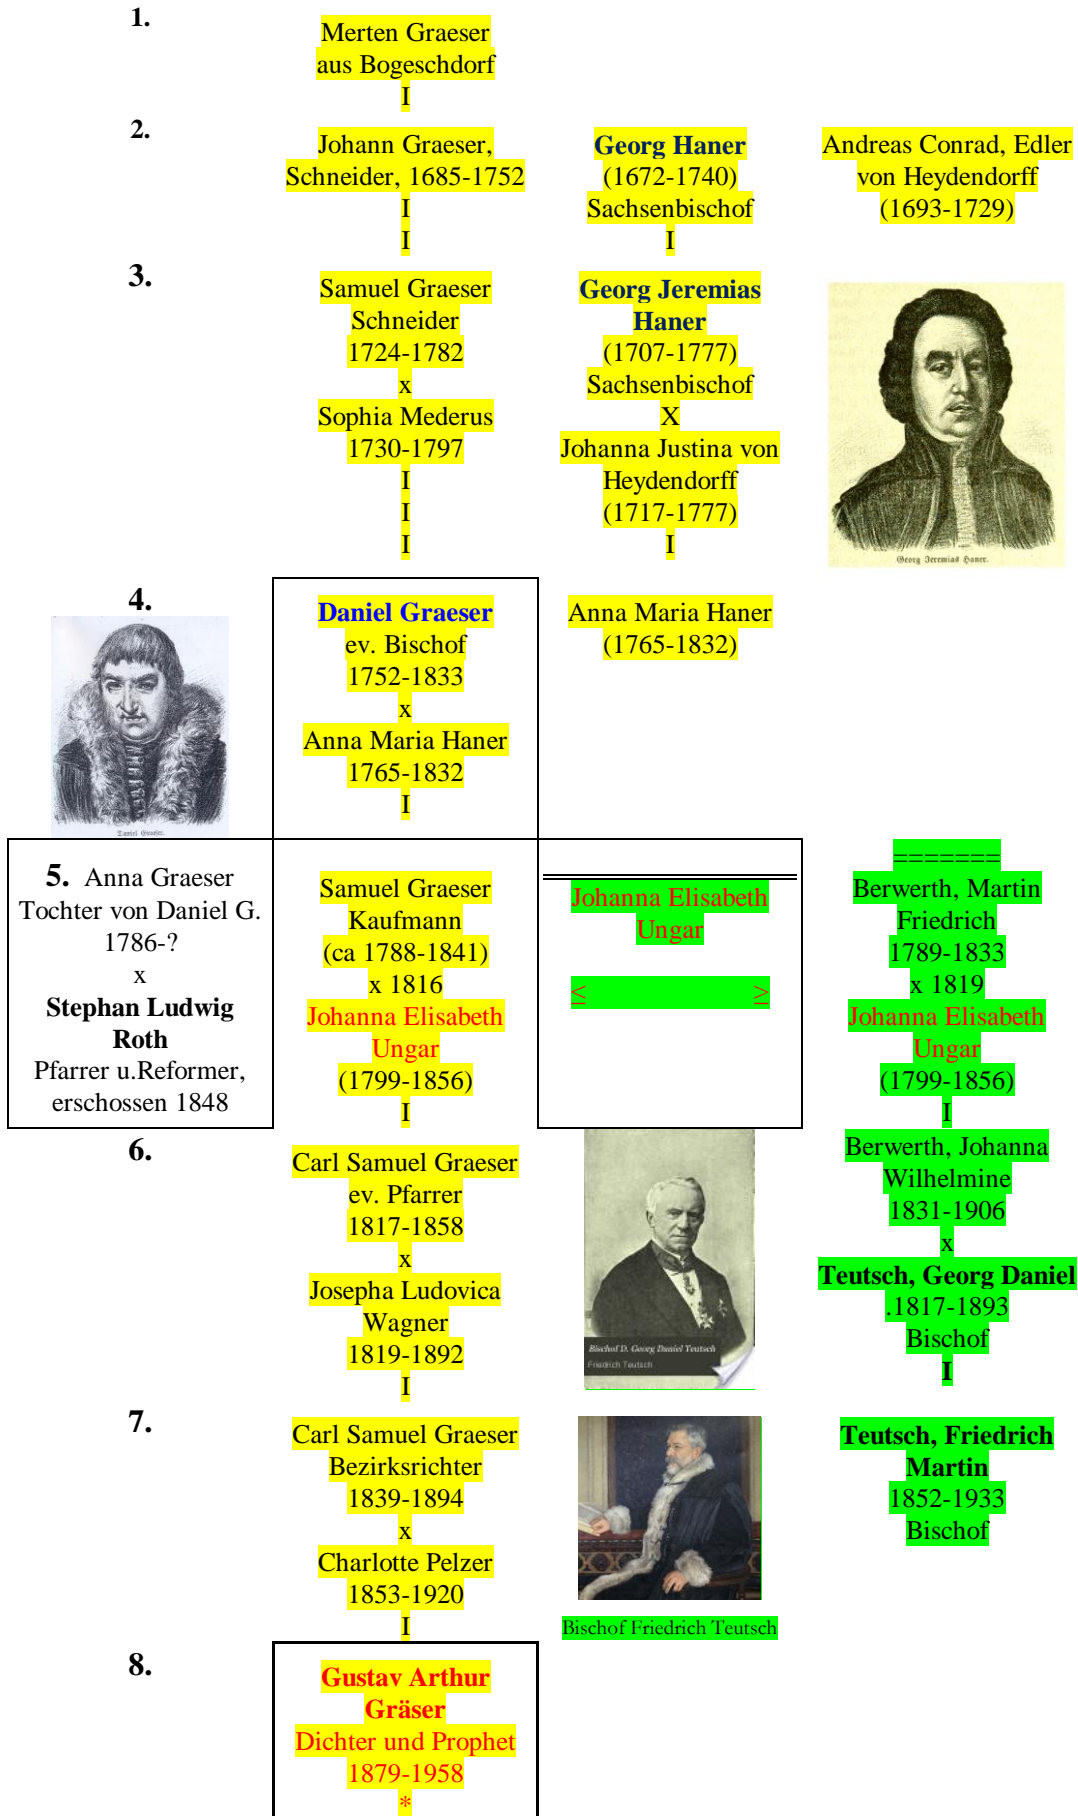 1.
Merten Graeser
aus Bogeschdorf
I
2.
Johann Graeser,
Schneider, 1685-1752
I
I
Georg Haner
(1672-1740)
Sachsenbischof
I
Andreas Conrad, Edler
von Heydendorff
(1693-1729)
3.
Samuel Graeser
Schneider
1724-1782
x
Sophia Mederus
1730-1797
I
I
I
Georg Jeremias
Haner
(1707-1777)
Sachsenbischof
X
Johanna Justina von
Heydendorff
(1717-1777)
I
Georg Jeremias Haner.
4.
Daniel Graeser.
Daniel Graeser
ev. Bischof
1752-1833
x
Anna Maria Haner
1765-1832
I
Anna Maria Haner
(1765-1832)
5. Anna Graeser
Tochter von Daniel G.
1786-?
x
Stephan Ludwig
Roth
Pfarrer u.Reformer,
erschossen 1848
Samuel Graeser
Kaufmann
(ca 1788-1841)
x 1816
Johanna Elisabeth
Ungar
(1799-1856)
I
Johanna Elisabeth
Ungar
< >
=======
Berwerth, Martin
Friedrich
1789-1833
x 1819
Johanna Elisabeth
Ungar
(1799-1856)
I
6.
Carl Samuel Graeser
ev. Pfarrer
1817-1858
x
Josepha Ludovica
Wagner
1819-1892
I
Bischof D. Georg Daniel Teutsch
Friedrich Teutsch
Berwerth, Johanna
Wilhelmine
1831-1906
x
Teutsch, Georg Daniel
.1817-1893
Bischof
I
7.
Carl Samuel Graeser
Bezirksrichter
1839-1894
x
Charlotte Pelzer
1853-1920
I
Bischof Friedrich Teutsch
Teutsch, Friedrich
Martin
1852-1933
Bischof
8.
Gustav Arthur
Gräser
Dichter und Prophet
1879-1958
*